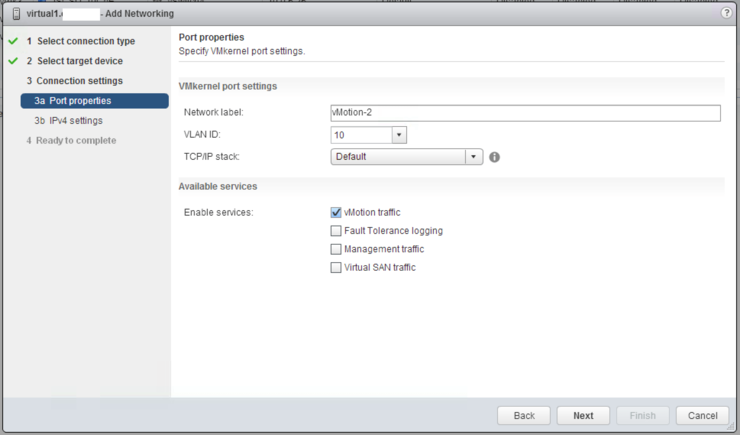 virtual1. - Add Networking
?
1 Select connection type
2 Select target device
3 Connection settings
3a Port properties
3b IPv4 settings
4 Ready to complete
Port properties
Specify VMkernel port settings.
VMkernel port settings
Network label: vMotion-2
VLAN ID: 10
TCP/IP stack: Default
Available services
Enable services: vMotion traffic
Fault Tolerance logging
Management traffic
Virtual SAN traffic
Back Next Finish Cancel